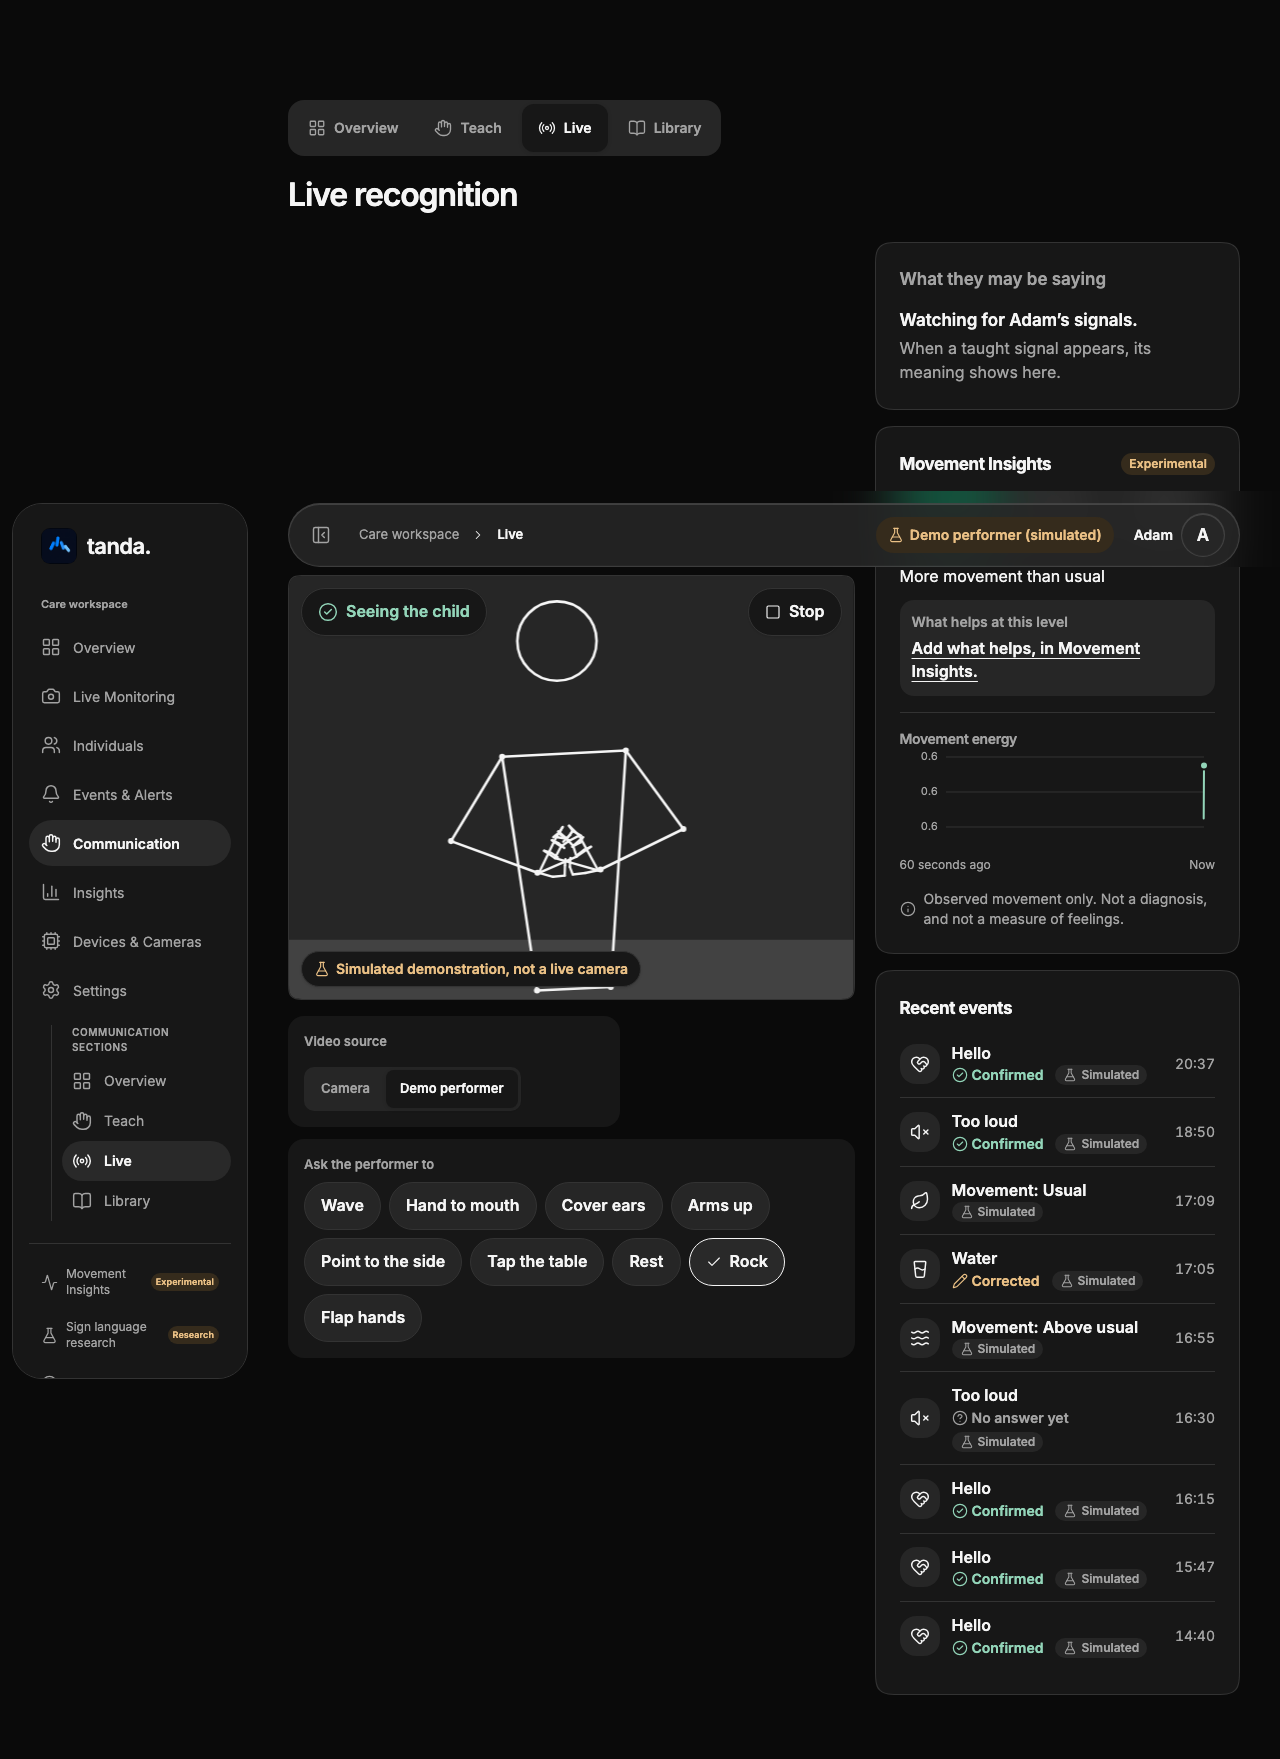 Overview
Teach
Live
Library
Live recognition
What they may be saying
Watching for Adam’s signals.
When a taught signal appears, its
meaning shows here.
Movement Insights
Experimental
tanda.
Care workspace
Overview
Live Monitoring
Individuals
Events & Alerts
Communication
Insights
Devices & Cameras
Settings
COMMUNICATION
SECTIONS
Overview
Teach
Live
Library
Movement
Insights
Experimental
Sign language
research
Research
Care workspace
Live
Demo performer (simulated)
Adam
A
Seeing the child
Stop
Simulated demonstration, not a live camera
Video source
Camera
Demo performer
Ask the performer to
Wave
Hand to mouth
Cover ears
Arms up
Point to the side
Tap the table
Rest
Rock
Flap hands
More movement than usual
What helps at this level
Add what helps, in Movement
Insights.
Movement energy
0.6
0.6
0.6
60 seconds ago
Now
Observed movement only. Not a diagnosis,
and not a measure of feelings.
Recent events
Hello
Confirmed
Simulated
20:37
Too loud
Confirmed
Simulated
18:50
Movement: Usual
Simulated
17:09
Water
Corrected
Simulated
17:05
Movement: Above usual
Simulated
16:55
Too loud
No answer yet
Simulated
16:30
Hello
Confirmed
Simulated
16:15
Hello
Confirmed
Simulated
15:47
Hello
Confirmed
Simulated
14:40